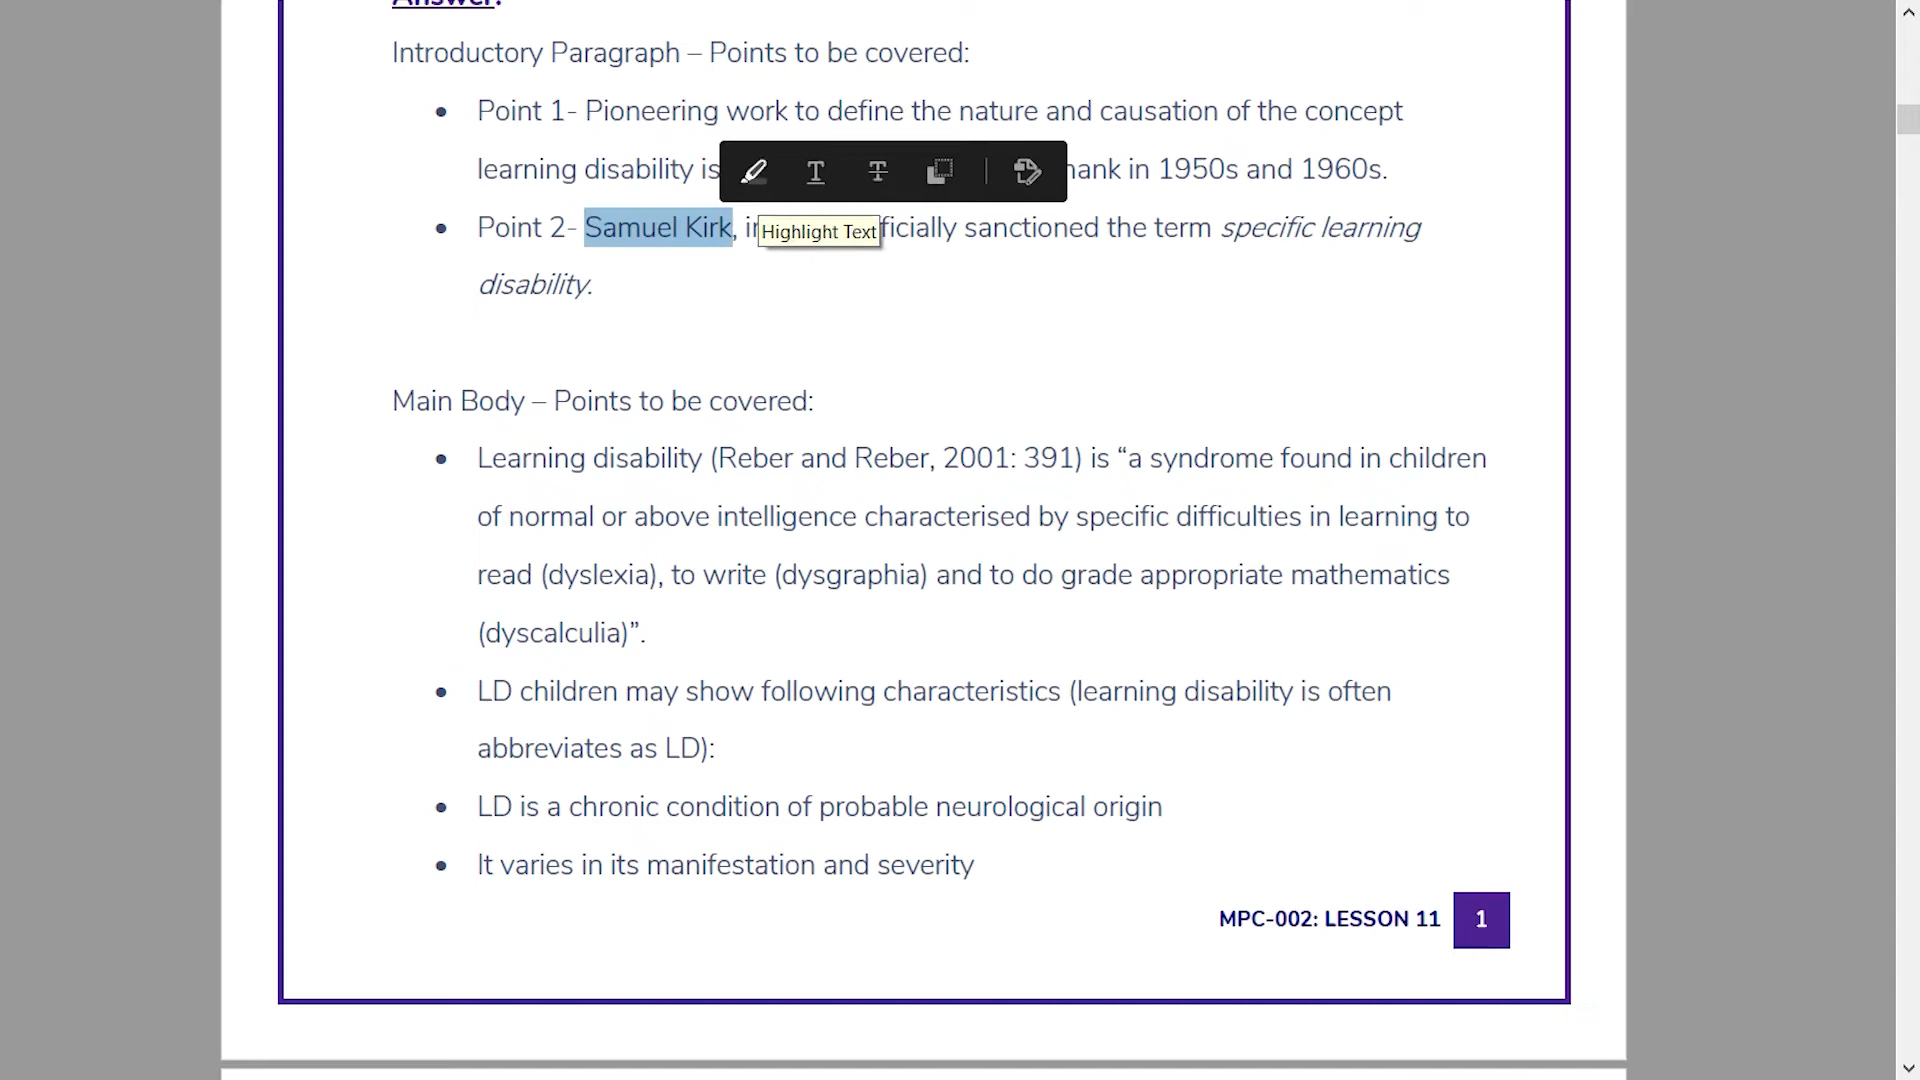 Answer:
Introductory Paragraph – Points to be covered:
• Point 1- Pioneering work to define the nature and causation of the concept
learning disability is hank in 1950s and 1960s.
• Point 2- Samuel Kirk, in ficially sanctioned the term specific learning
Highlight Text
disability.
Main Body – Points to be covered:
• Learning disability (Reber and Reber, 2001: 391) is “a syndrome found in children
of normal or above intelligence characterised by specific difficulties in learning to
read (dyslexia), to write (dysgraphia) and to do grade appropriate mathematics
(dyscalculia)”.
• LD children may show following characteristics (learning disability is often
abbreviates as LD):
• LD is a chronic condition of probable neurological origin
• It varies in its manifestation and severity
MPC-002: LESSON 11 1